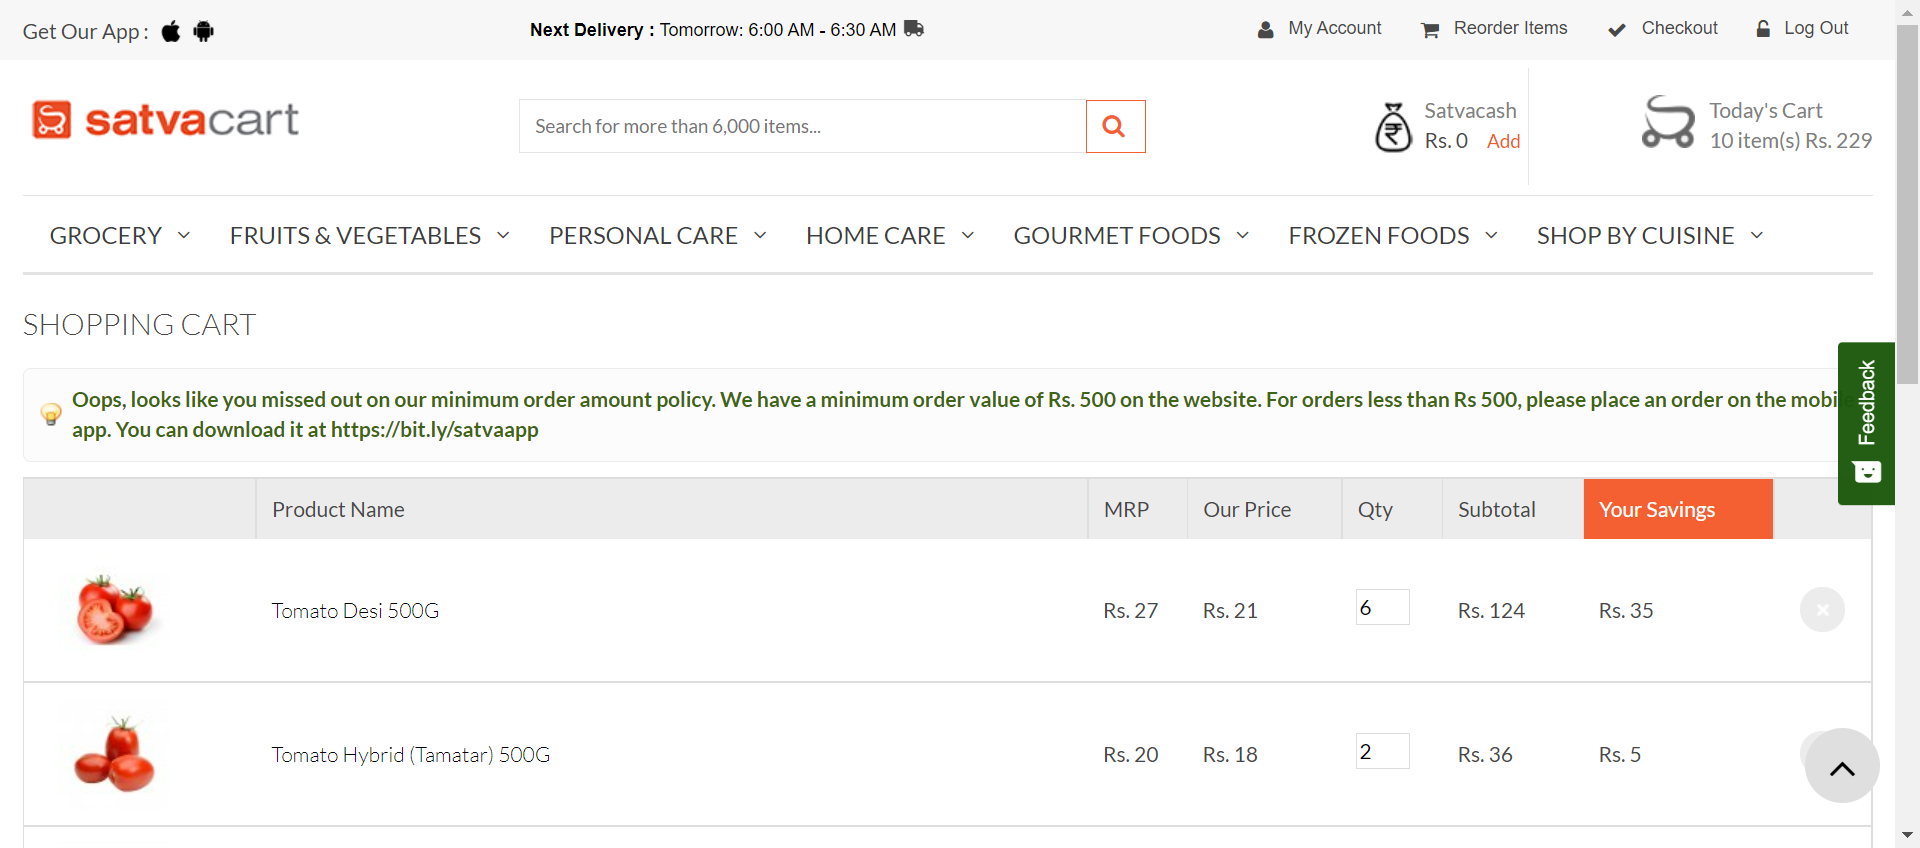 Get Our App :
Next Delivery : Tomorrow: 6:00 AM - 6:30 AM
My Account
Reorder Items
Checkout
Log Out
satvacart
Search for more than 6,000 items...
Satvacash
Rs. 0 Add
Today's Cart
10 item(s) Rs. 229
GROCERY
FRUITS & VEGETABLES
PERSONAL CARE
HOME CARE
GOURMET FOODS
FROZEN FOODS
SHOP BY CUISINE
SHOPPING CART
Oops, looks like you missed out on our minimum order amount policy. We have a minimum order value of Rs. 500 on the website. For orders less than Rs 500, please place an order on the mobile
app. You can download it at https://bit.ly/satvaapp
Feedback
Product Name MRP Our Price Qty Subtotal Your Savings
Tomato Desi 500G Rs. 27 Rs. 21 6 Rs. 124 Rs. 35
Tomato Hybrid (Tamatar) 500G Rs. 20 Rs. 18 2 Rs. 36 Rs. 5